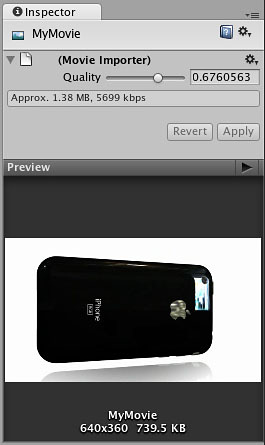 Inspector
MyMovie
(Movie Importer)
Quality 0.6760563
Approx. 1.38 MB, 5699 kbps
Revert Apply
Preview
iPhone
MyMovie
640x360 739.5 KB